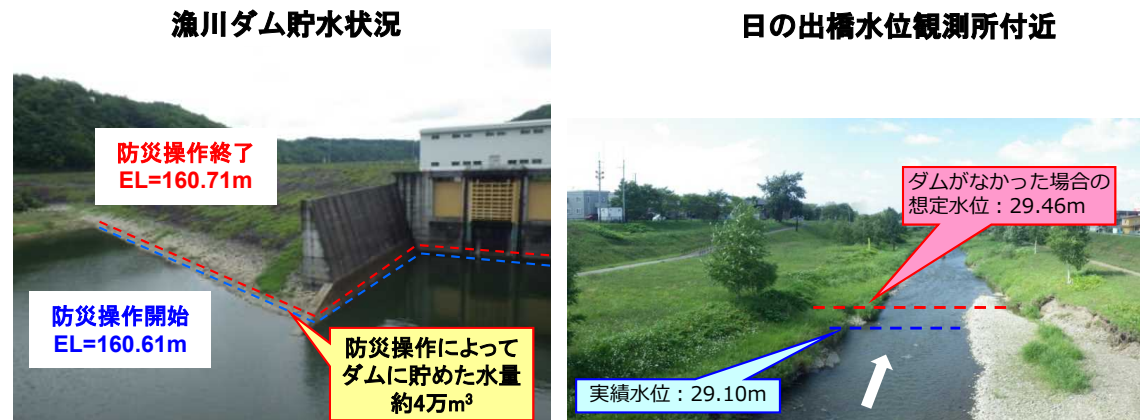 漁川ダム貯水状況
防災操作終了
EL=160.71m
防災操作開始
EL=160.61m
防災操作によって
ダムに貯めた水量
約4万m³
日の出橋水位観測所付近
ダムがなかった場合の
想定水位：29.46m
実績水位：29.10m